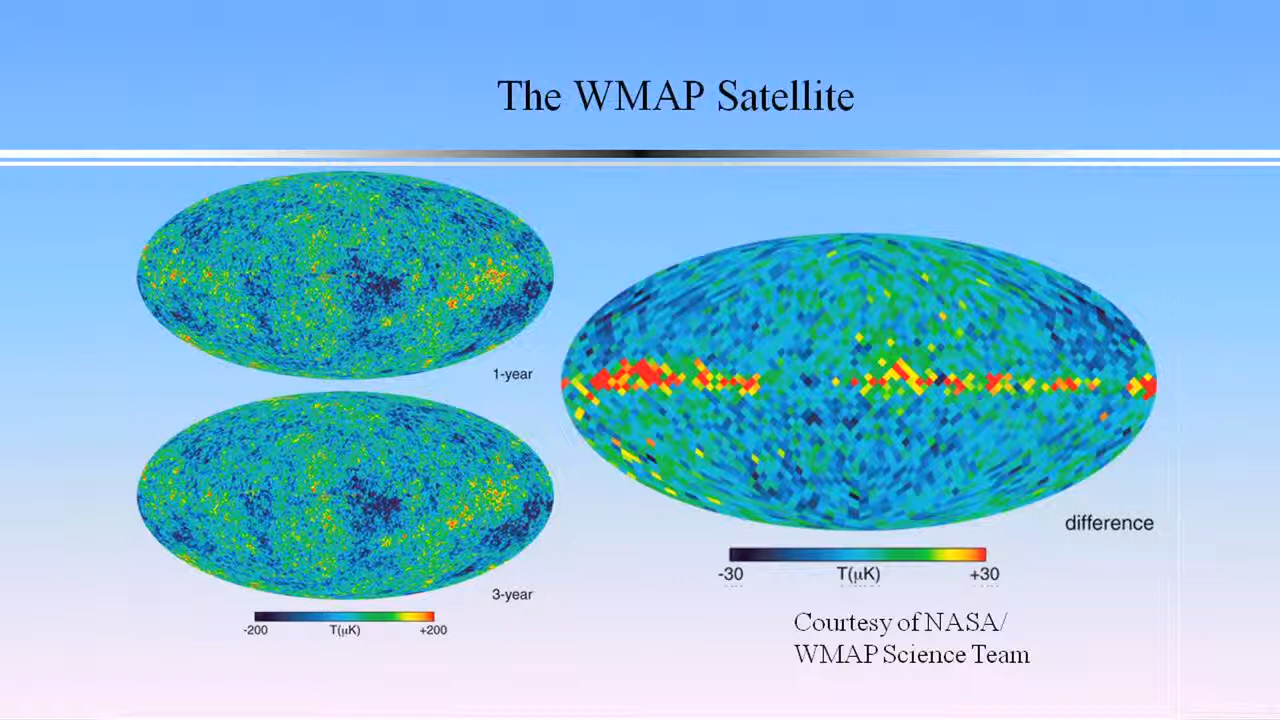 The WMAP Satellite
1-year
3-year
-200 T(μK) +200
difference
-30 T(μK) +30
Courtesy of NASA/
WMAP Science Team